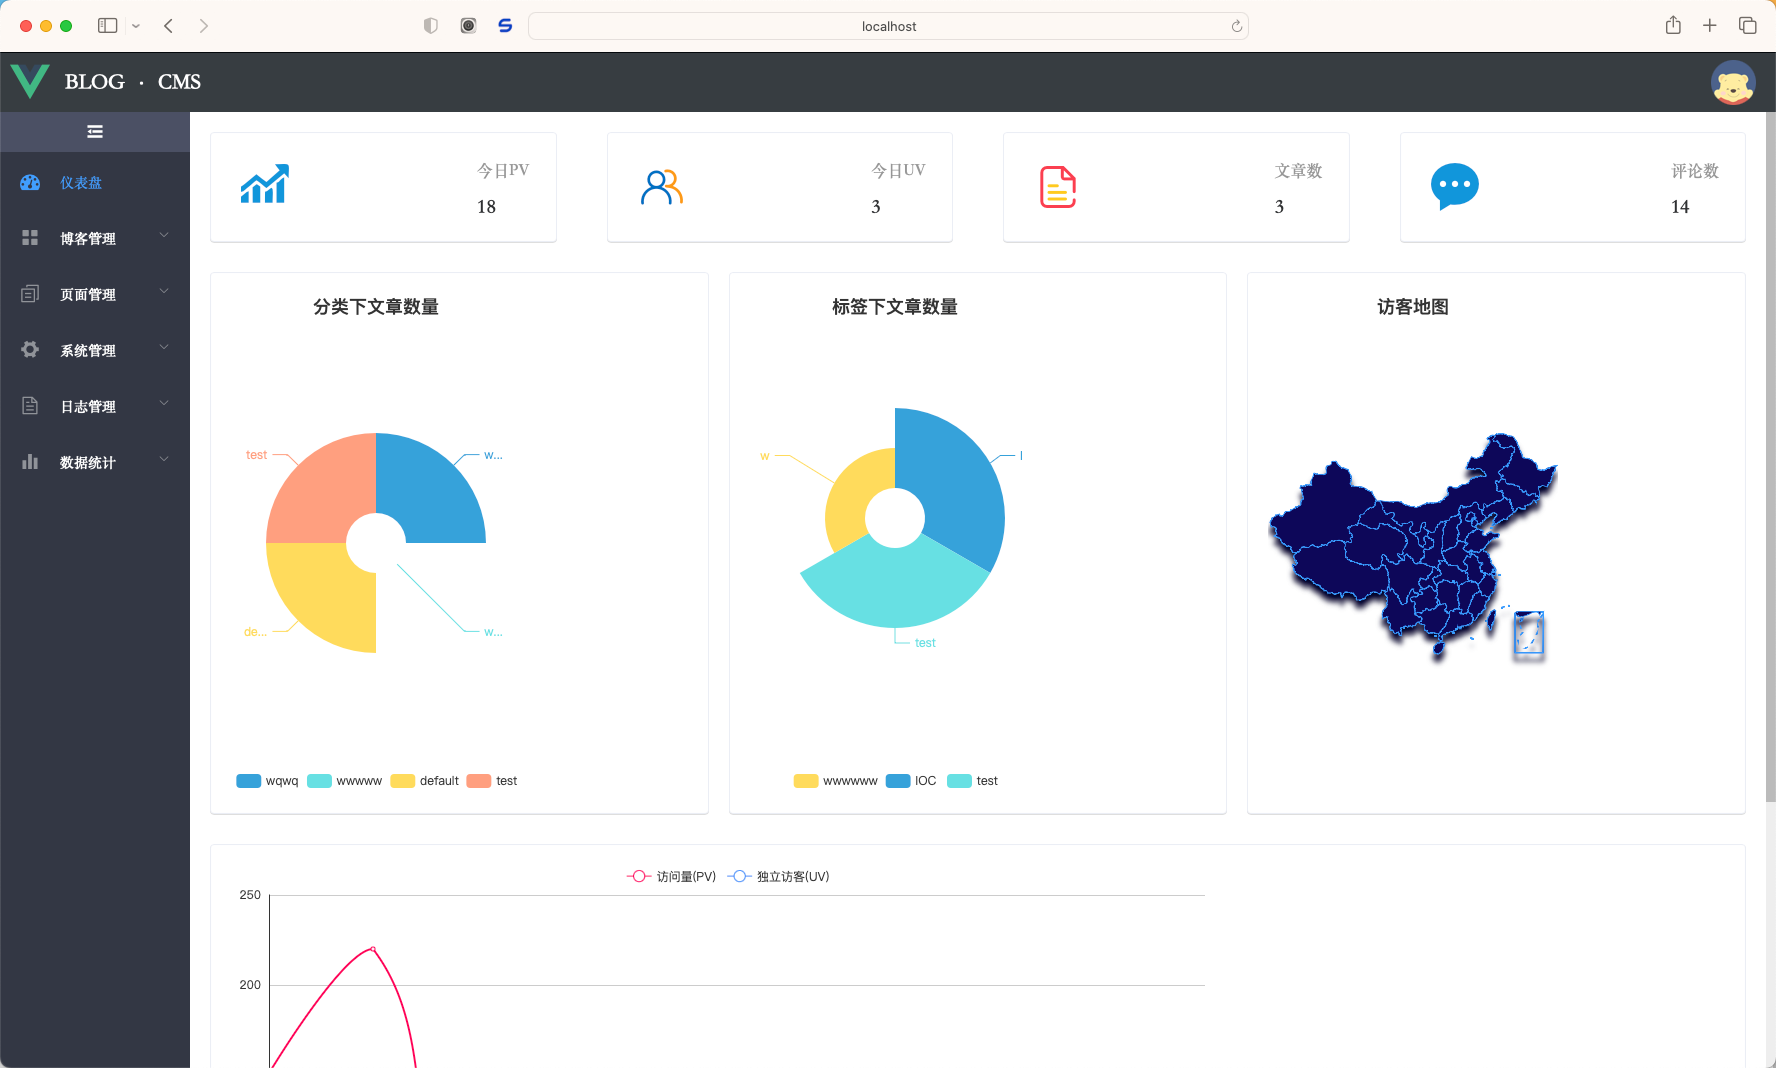 localhost
BLOG · CMS
仪表盘
博客管理
页面管理
系统管理
日志管理
数据统计
今日PV
18
今日UV
3
文章数
3
评论数
14
分类下文章数量
test
w...
de...
w...
wqwq wwwww default test
标签下文章数量
w
I
test
wwwwww IOC test
访客地图
访问量(PV) 独立访客(UV)
250
200